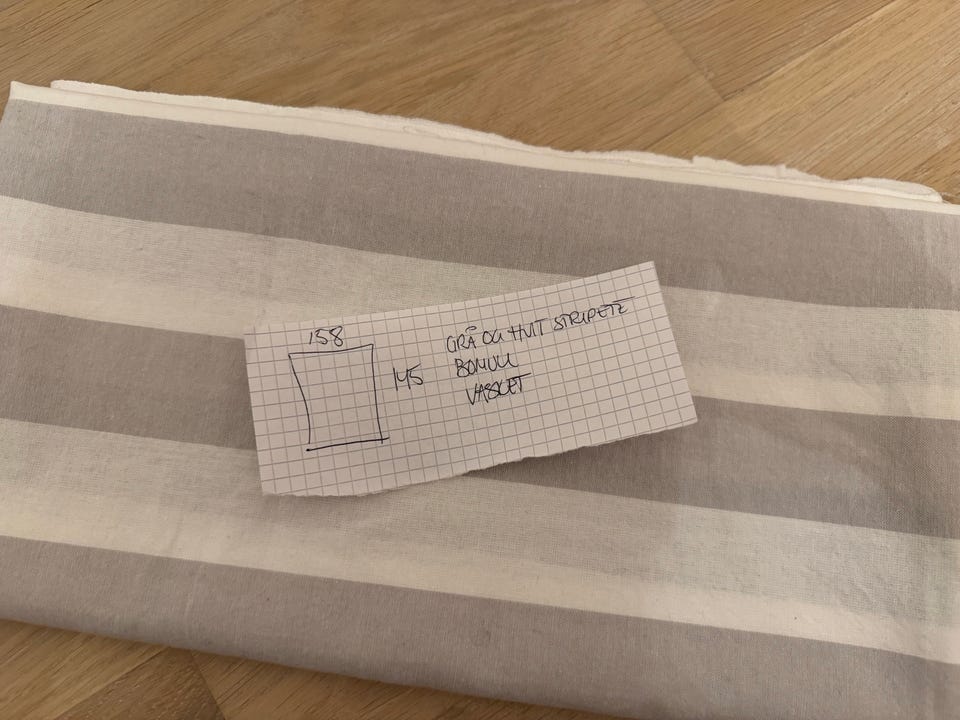 158
145
GRÅ OG HVIT STRIPETE
BOMULL
VASKET